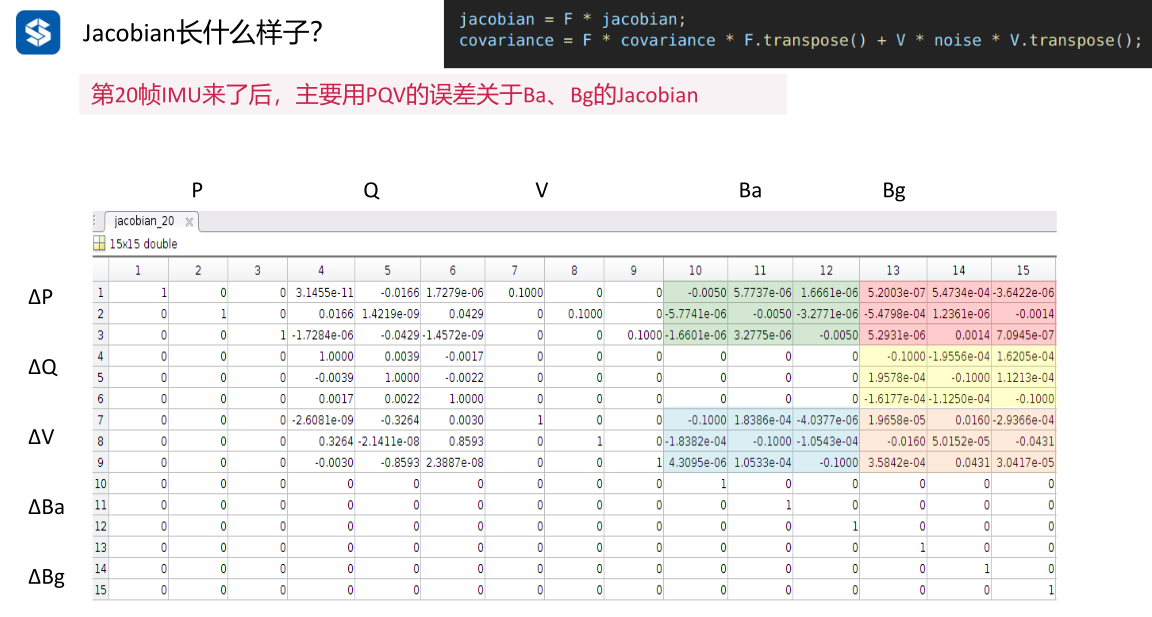 Jacobian长什么样子?
jacobian = F * jacobian;
covariance = F * covariance * F.transpose() + V * noise * V.transpose();
第20帧IMU来了后，主要用PQV的误差关于Ba、Bg的Jacobian
P Q V Ba Bg
jacobian_20
15x15 double
1 2 3 4 5 6 7 8 9 10 11 12 13 14 15
ΔP
1 1 0 0 3.1455e-11 -0.0166 1.7279e-06 0.1000 0 0 -0.0050 5.7737e-06 1.6661e-06 5.2003e-07 5.4734e-04 -3.6422e-06
2 0 1 0 0.0166 1.4219e-09 0.0429 0 0.1000 0 -5.7741e-06 -0.0050 -3.2771e-06 -5.4798e-04 1.2361e-06 -0.0014
3 0 0 1 -1.7284e-06 -0.0429 -1.4572e-09 0 0 0.1000 -1.6601e-06 3.2775e-06 -0.0050 5.2931e-06 0.0014 7.0945e-07
ΔQ
4 0 0 0 1.0000 0.0039 -0.0017 0 0 0 0 0 0 -0.1000 -1.9556e-04 1.6205e-04
5 0 0 0 -0.0039 1.0000 -0.0022 0 0 0 0 0 0 1.9578e-04 -0.1000 1.1213e-04
6 0 0 0 0.0017 0.0022 1.0000 0 0 0 0 0 0 -1.6177e-04 -1.1250e-04 -0.1000
ΔV
7 0 0 0 -2.6081e-09 -0.3264 0.0030 1 0 0 -0.1000 1.8386e-04 -4.0377e-06 1.9658e-05 0.0160 -2.9366e-04
8 0 0 0 0.3264 -2.1411e-08 0.8593 0 1 0 -1.8382e-04 -0.1000 -1.0543e-04 -0.0160 5.0152e-05 -0.0431
9 0 0 0 -0.0030 -0.8593 2.3887e-08 0 0 1 4.3095e-06 1.0533e-04 -0.1000 3.5842e-04 0.0431 3.0417e-05
ΔBa
10 0 0 0 0 0 0 0 0 0 1 0 0 0 0 0
11 0 0 0 0 0 0 0 0 0 0 1 0 0 0 0
12 0 0 0 0 0 0 0 0 0 0 0 1 0 0 0
ΔBg
13 0 0 0 0 0 0 0 0 0 0 0 0 1 0 0
14 0 0 0 0 0 0 0 0 0 0 0 0 0 1 0
15 0 0 0 0 0 0 0 0 0 0 0 0 0 0 1